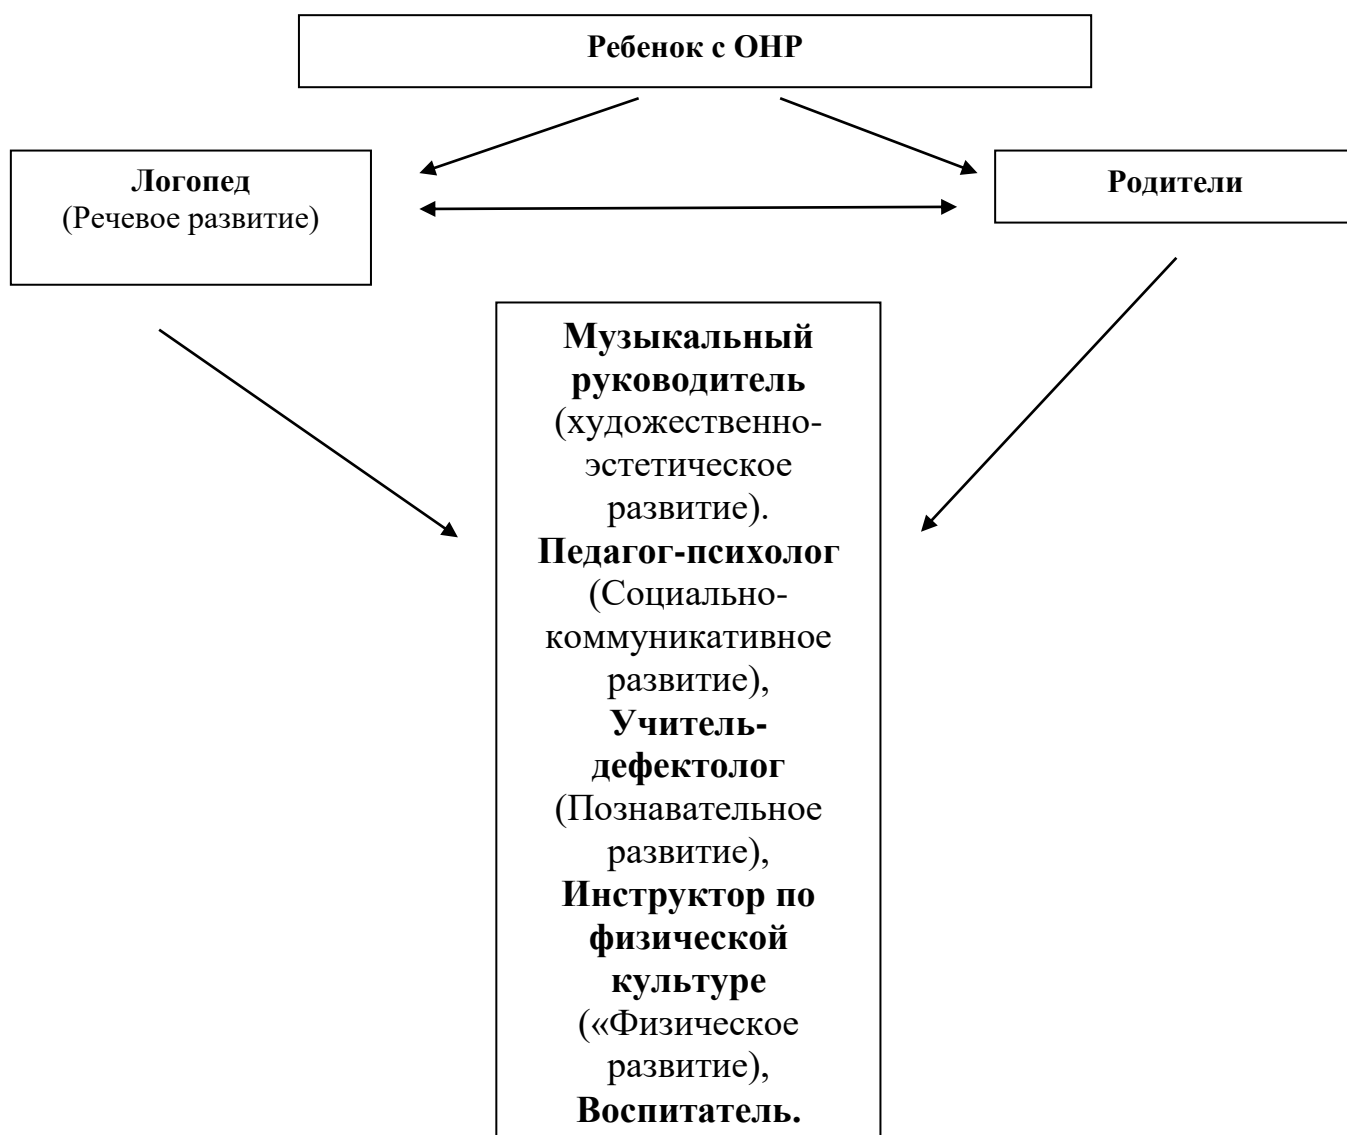 Ребенок с ОНР
Логопед
(Речевое развитие)
Родители
Музыкальный
руководитель
(художественно-
эстетическое
развитие).
Педагог-психолог
(Социально-
коммуникативное
развитие),
Учитель-
дефектолог
(Познавательное
развитие),
Инструктор по
физической
культуре
(«Физическое
развитие),
Воспитатель.